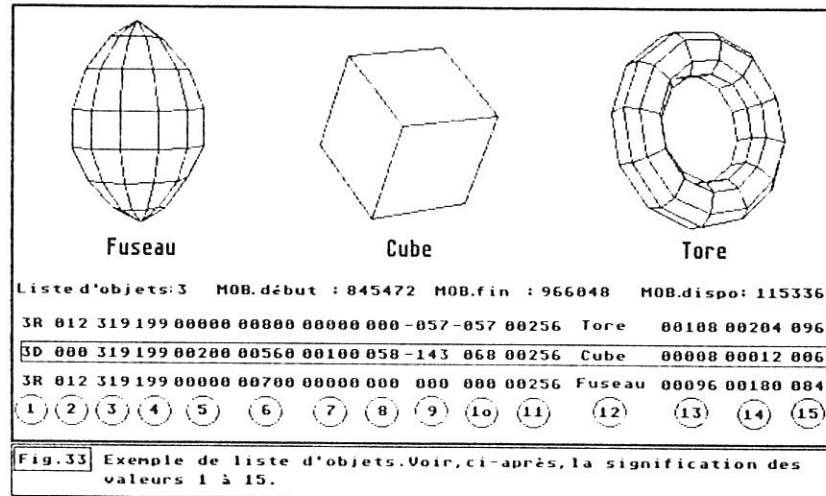 Fuseau Cube Tore
Liste d'objets:3 MOB.début : 845472 MOB.fin : 966048 MOB.dispo: 115336
3R 012 319 199 00000 00800 00000 000 -057 -057 00256 Tore 00108 00204 096
3D 000 319 199 00200 00560 00100 058 -143 068 00256 Cube 00008 00012 006
3R 012 319 199 00000 00700 00000 000 000 000 00256 Fuseau 00096 00180 084
1 2 3 4 5 6 7 8 9 10 11 12 13 14 15
Fig.33 Exemple de liste d'objets.Voir,ci-après,la signification des
valeurs 1 à 15.